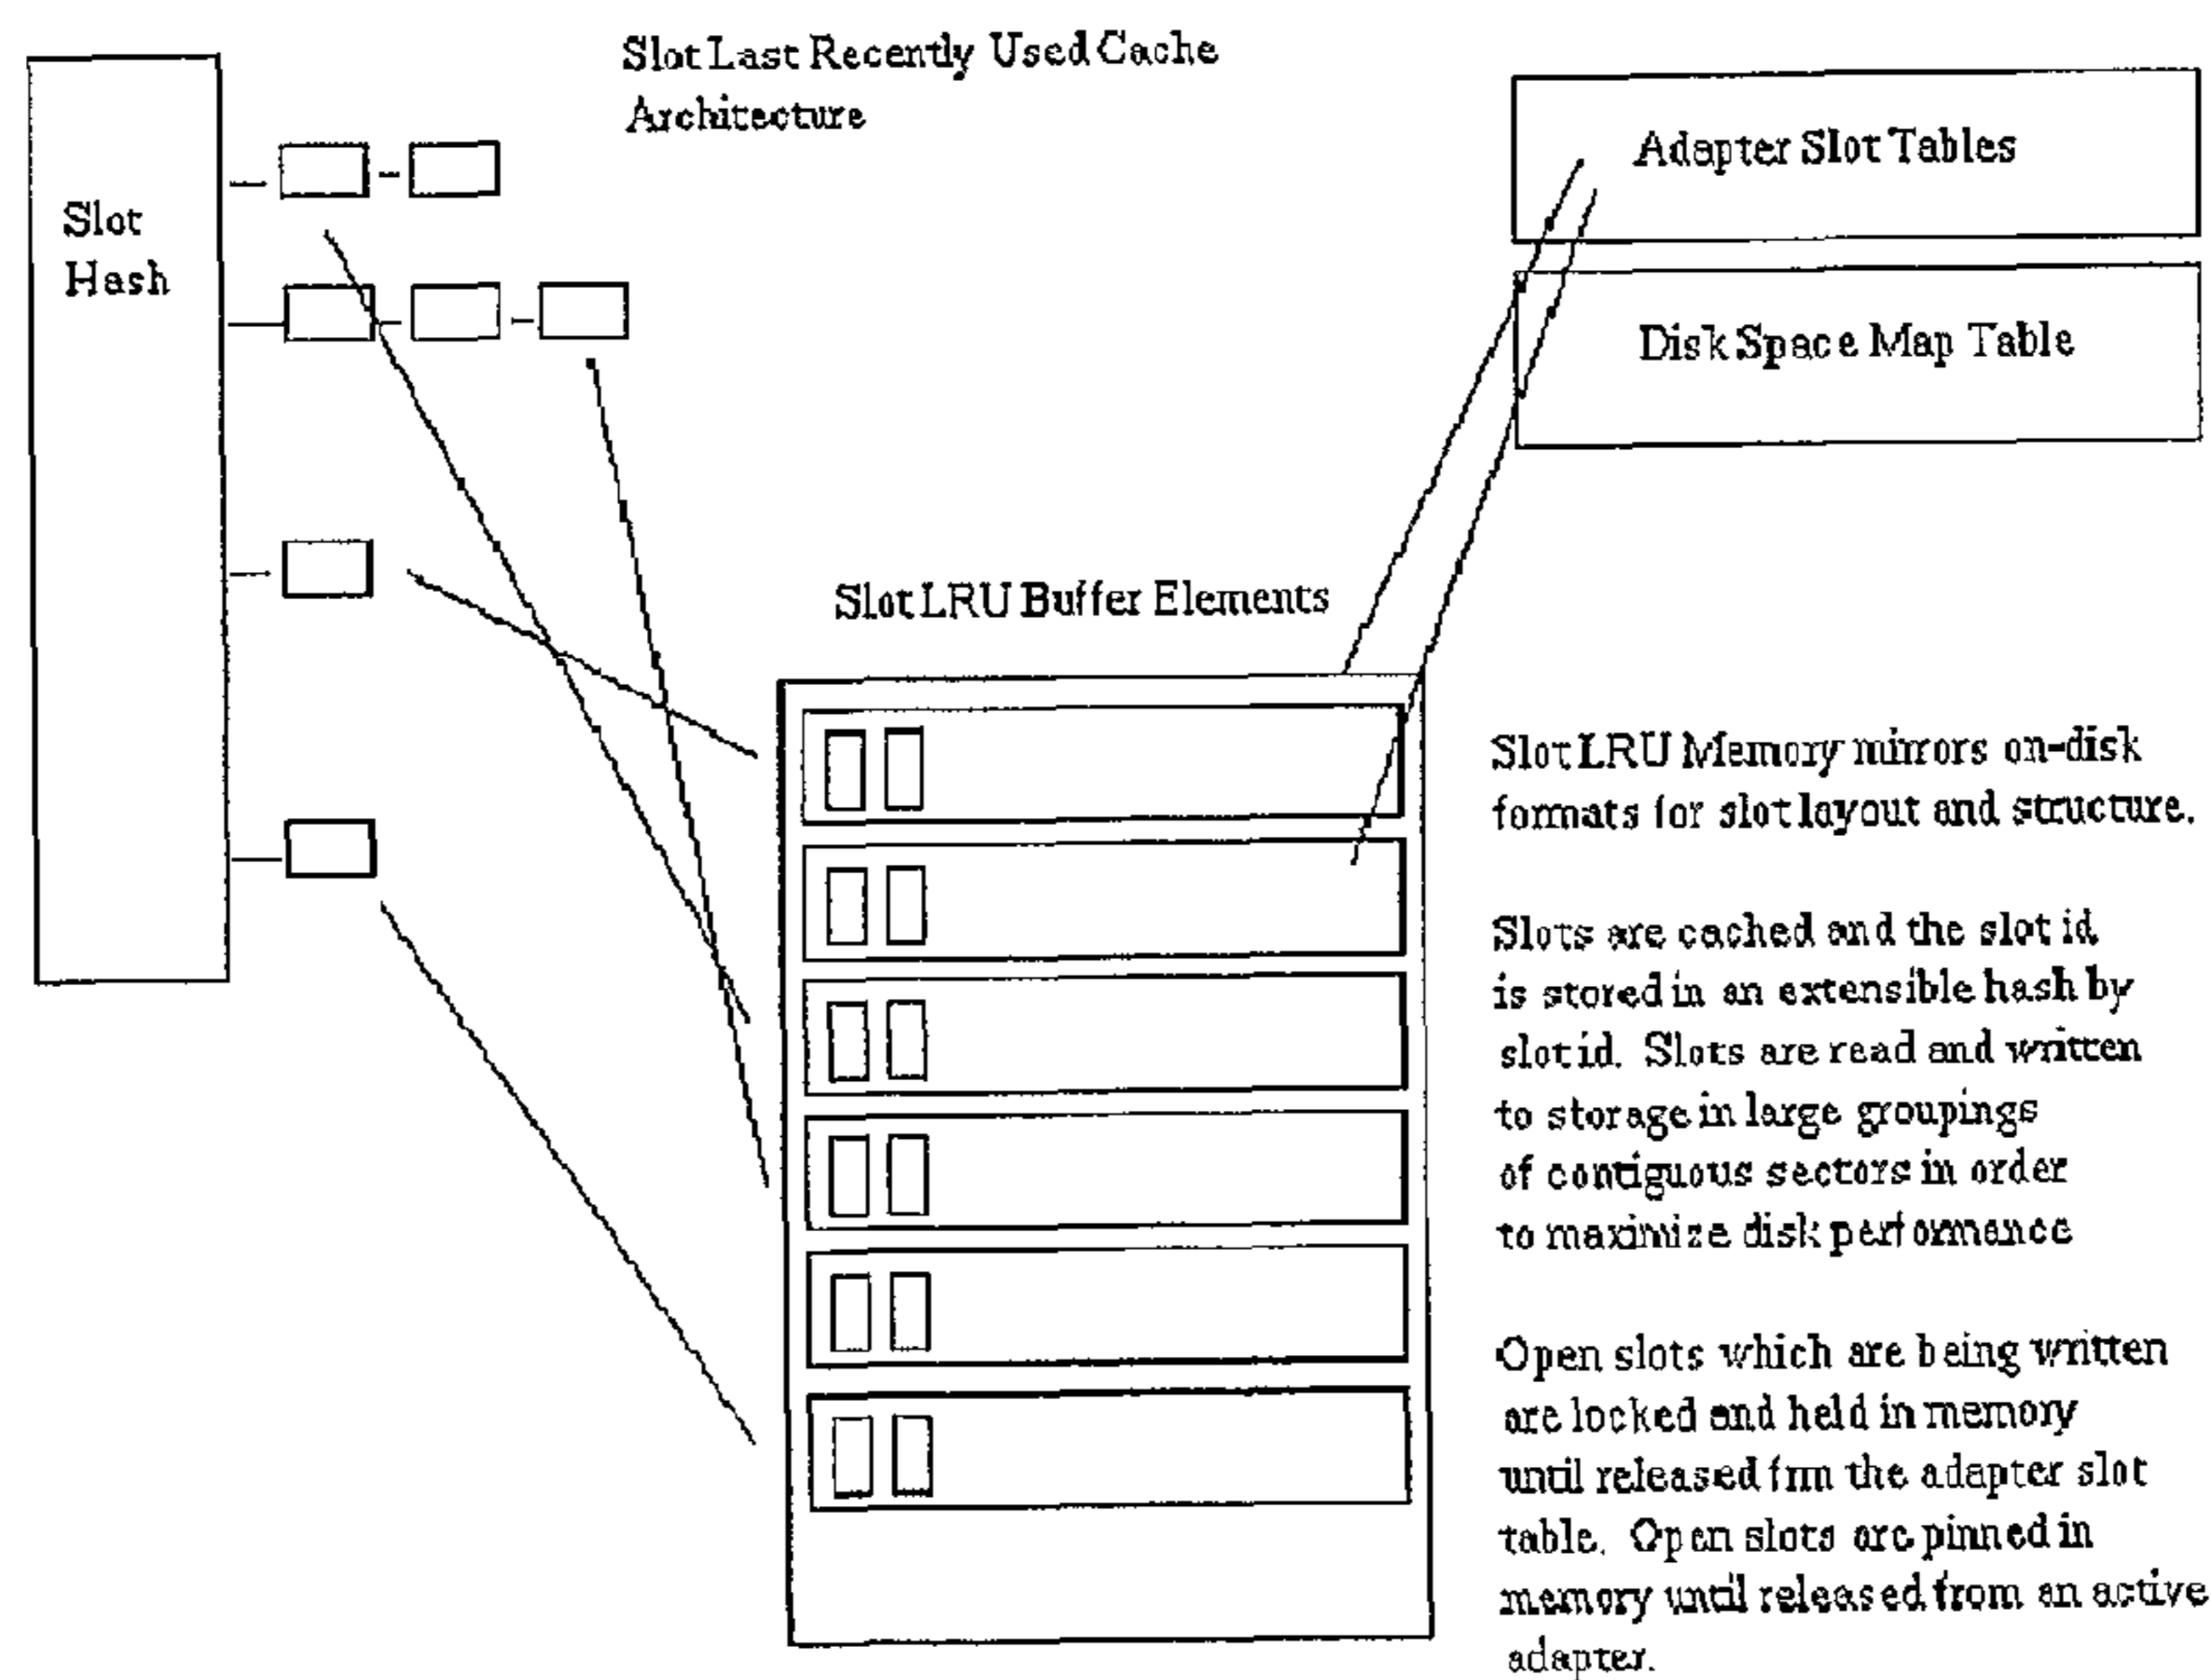 Slot Last Recently Used Cache
Architecture
Adapter Slot Tables
Slot
Hash
Disk Space Map Table
Slot LRU Buffer Elements
Slot LRU Memory mirrors on-disk
formats for slot layout and structure.
Slots are cached and the slot id
is stored in an extensible hash by
slot id. Slots are read and written
to storage in large groupings
of contiguous sectors in order
to maximize disk performance
Open slots which are being written
are locked and held in memory
until released frm the adapter slot
table. Open slots are pinned in
memory until released from an active
adapter.